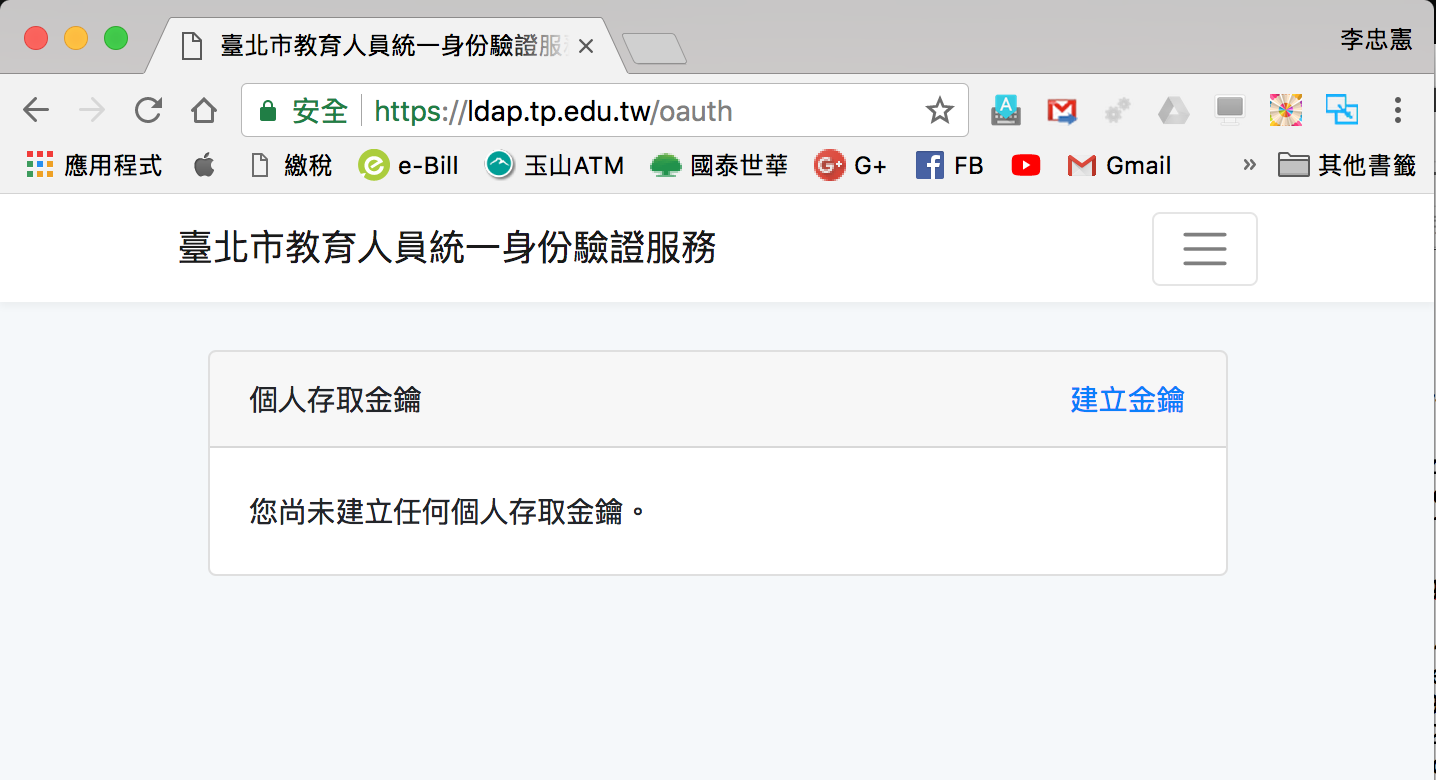 臺北市教育人員統一身份驗證服
李忠憲
安全 https://ldap.tp.edu.tw/oauth
應用程式 繳稅 e-Bill 玉山ATM 國泰世華 G+ FB Gmail » 其他書籤
臺北市教育人員統一身份驗證服務
個人存取金鑰 建立金鑰
您尚未建立任何個人存取金鑰。